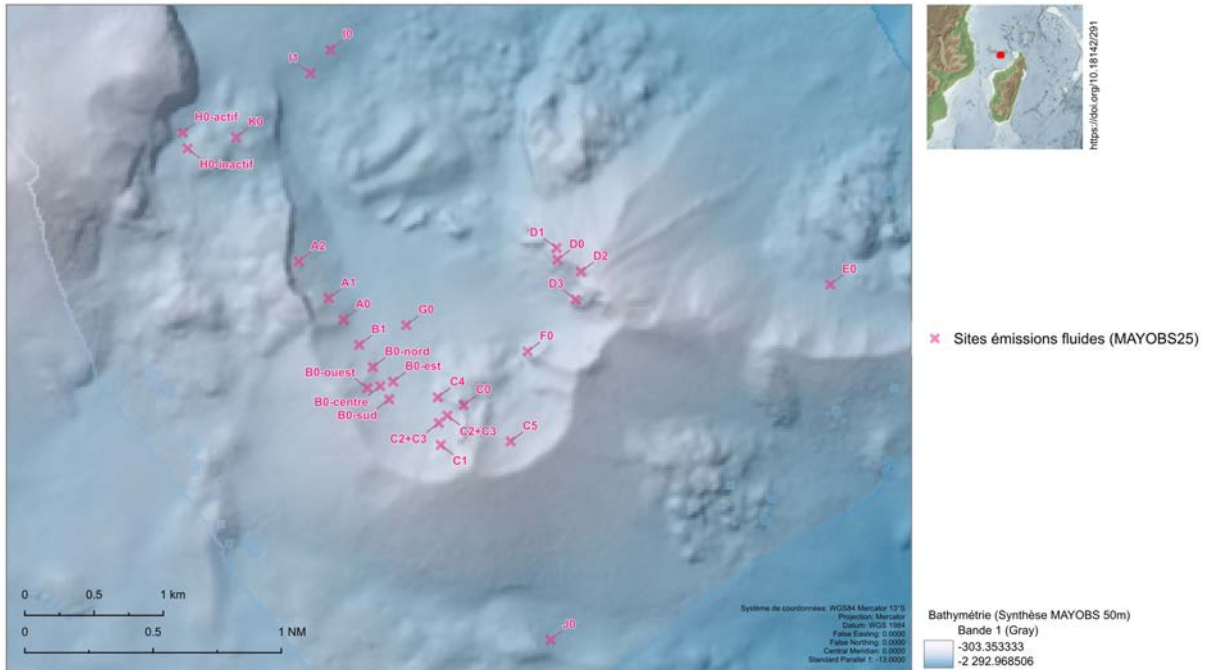 I0
I1
H0-actif
K0
H0-inactif
A2
D1
D0
D2
E0
D3
A1
A0
G0
B1
F0
B0-nord
B0-ouest
B0-est
C4
C0
B0-centre
B0-sud
C2+C3
C2+C3
C5
C1
J0
0 0.5 1 km
0 0.5 1 NM
Système de coordonnées: WGS84 Mercator 13°S
Projection: Mercator
Datum: WGS 1984
False Easting: 0.0000
False Northing: 0.0000
Central Meridian: 0.0000
Standard Parallel 1: -13.0000
https://doi.org/10.18142/291
Sites émissions fluides (MAYOBS25)
Bathymétrie (Synthèse MAYOBS 50m)
Bande 1 (Gray)
-303.353333
-2 292.968506